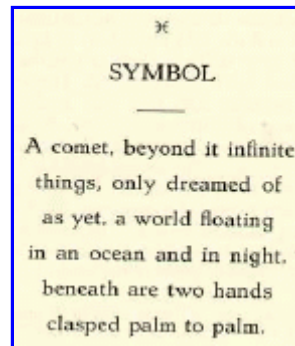 ♓
SYMBOL
A comet, beyond it infinite
things, only dreamed of
as yet, a world floating
in an ocean and in night.
beneath are two hands
clasped palm to palm.